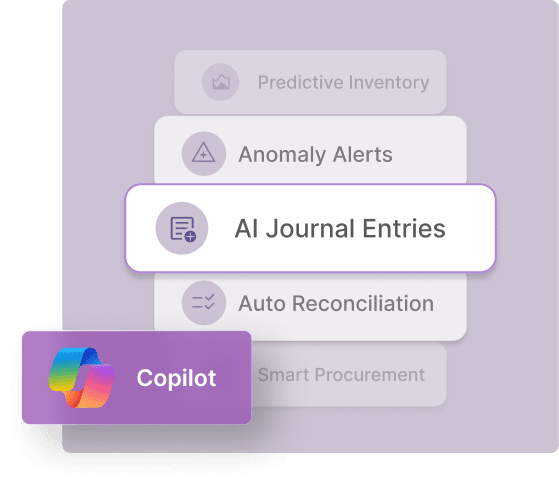 Predictive Inventory
Anomaly Alerts
AI Journal Entries
Auto Reconciliation
Smart Procurement
Copilot